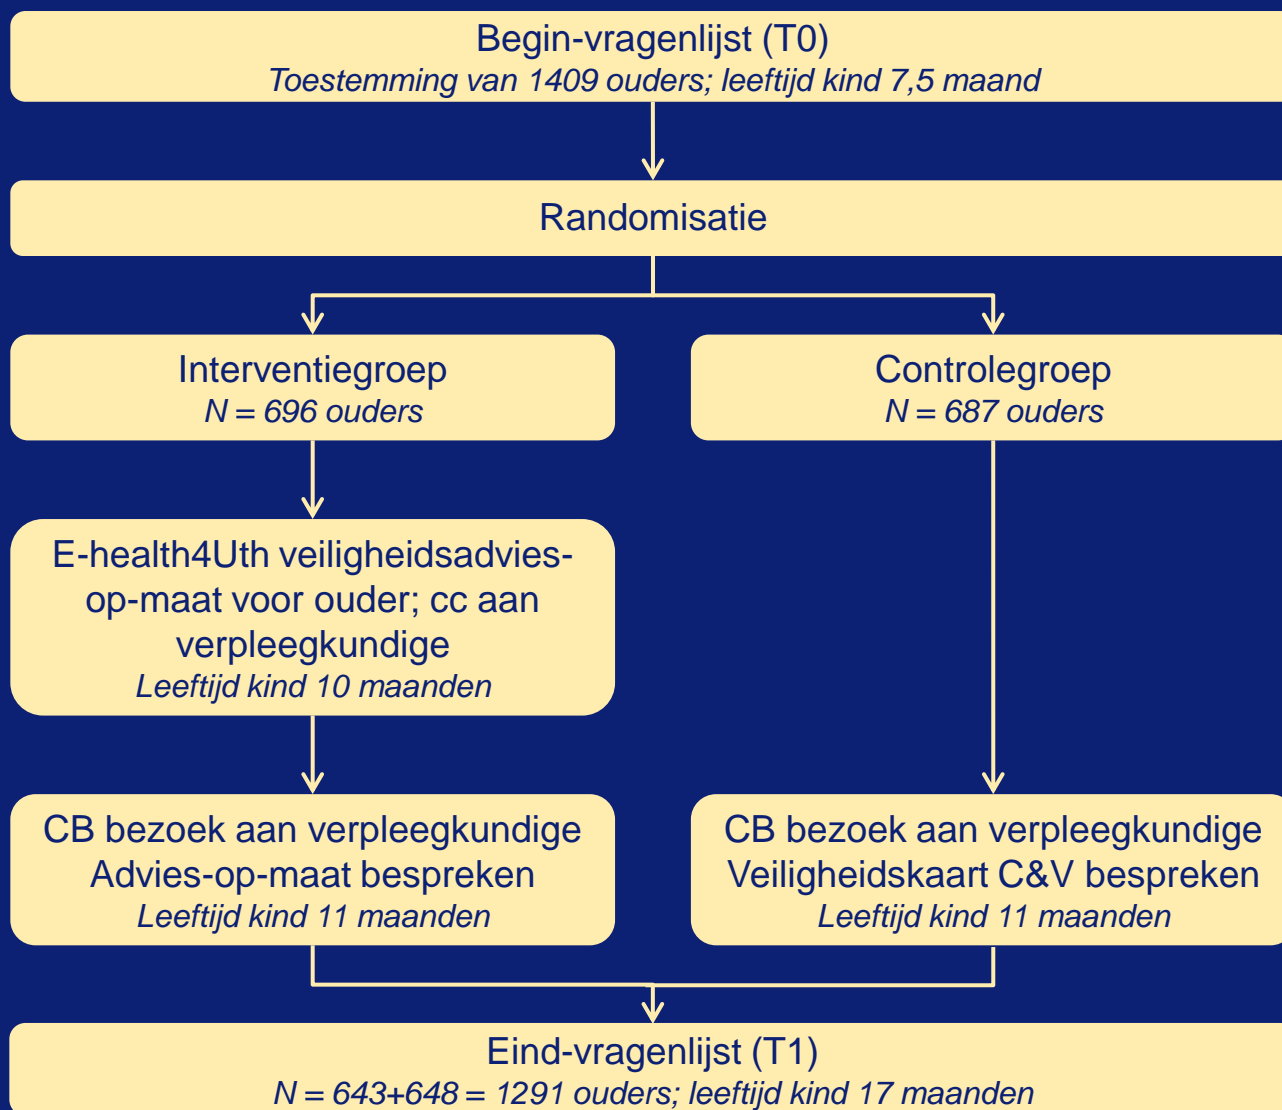 Begin-vragenlijst (T0)
Toestemming van 1409 ouders; leeftijd kind 7,5 maand
Randomisatie
Interventiegroep
N = 696 ouders
Controlegroep
N = 687 ouders
E-health4Uth veiligheidsadvies-
op-maat voor ouder; cc aan
verpleegkundige
Leeftijd kind 10 maanden
CB bezoek aan verpleegkundige
Advies-op-maat bespreken
Leeftijd kind 11 maanden
CB bezoek aan verpleegkundige
Veiligheidskaart C&V bespreken
Leeftijd kind 11 maanden
Eind-vragenlijst (T1)
N = 643+648 = 1291 ouders; leeftijd kind 17 maanden